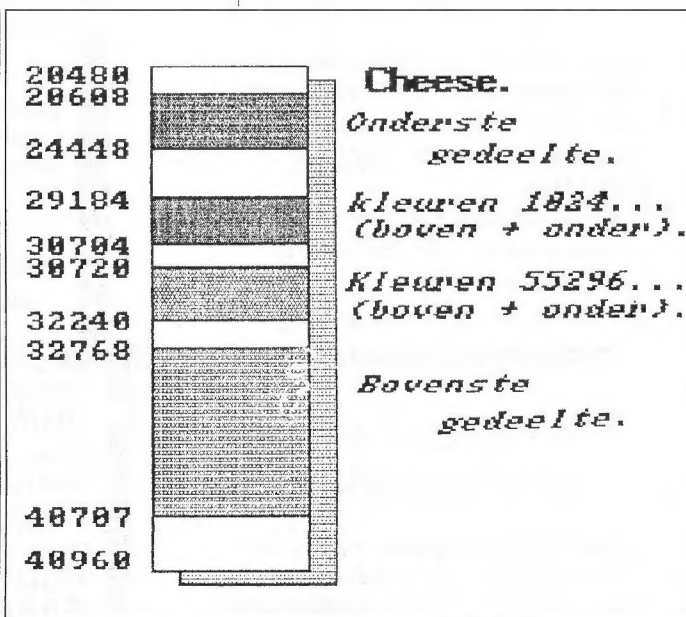 20480
Cheese.
20608
Onderste
gedeelte.
24448
29184
kleuren 1024...
(boven + onder).
30704
30720
Kleuren 55296...
(boven + onder).
32240
32768
Bovenste
gedeelte.
40707
40960